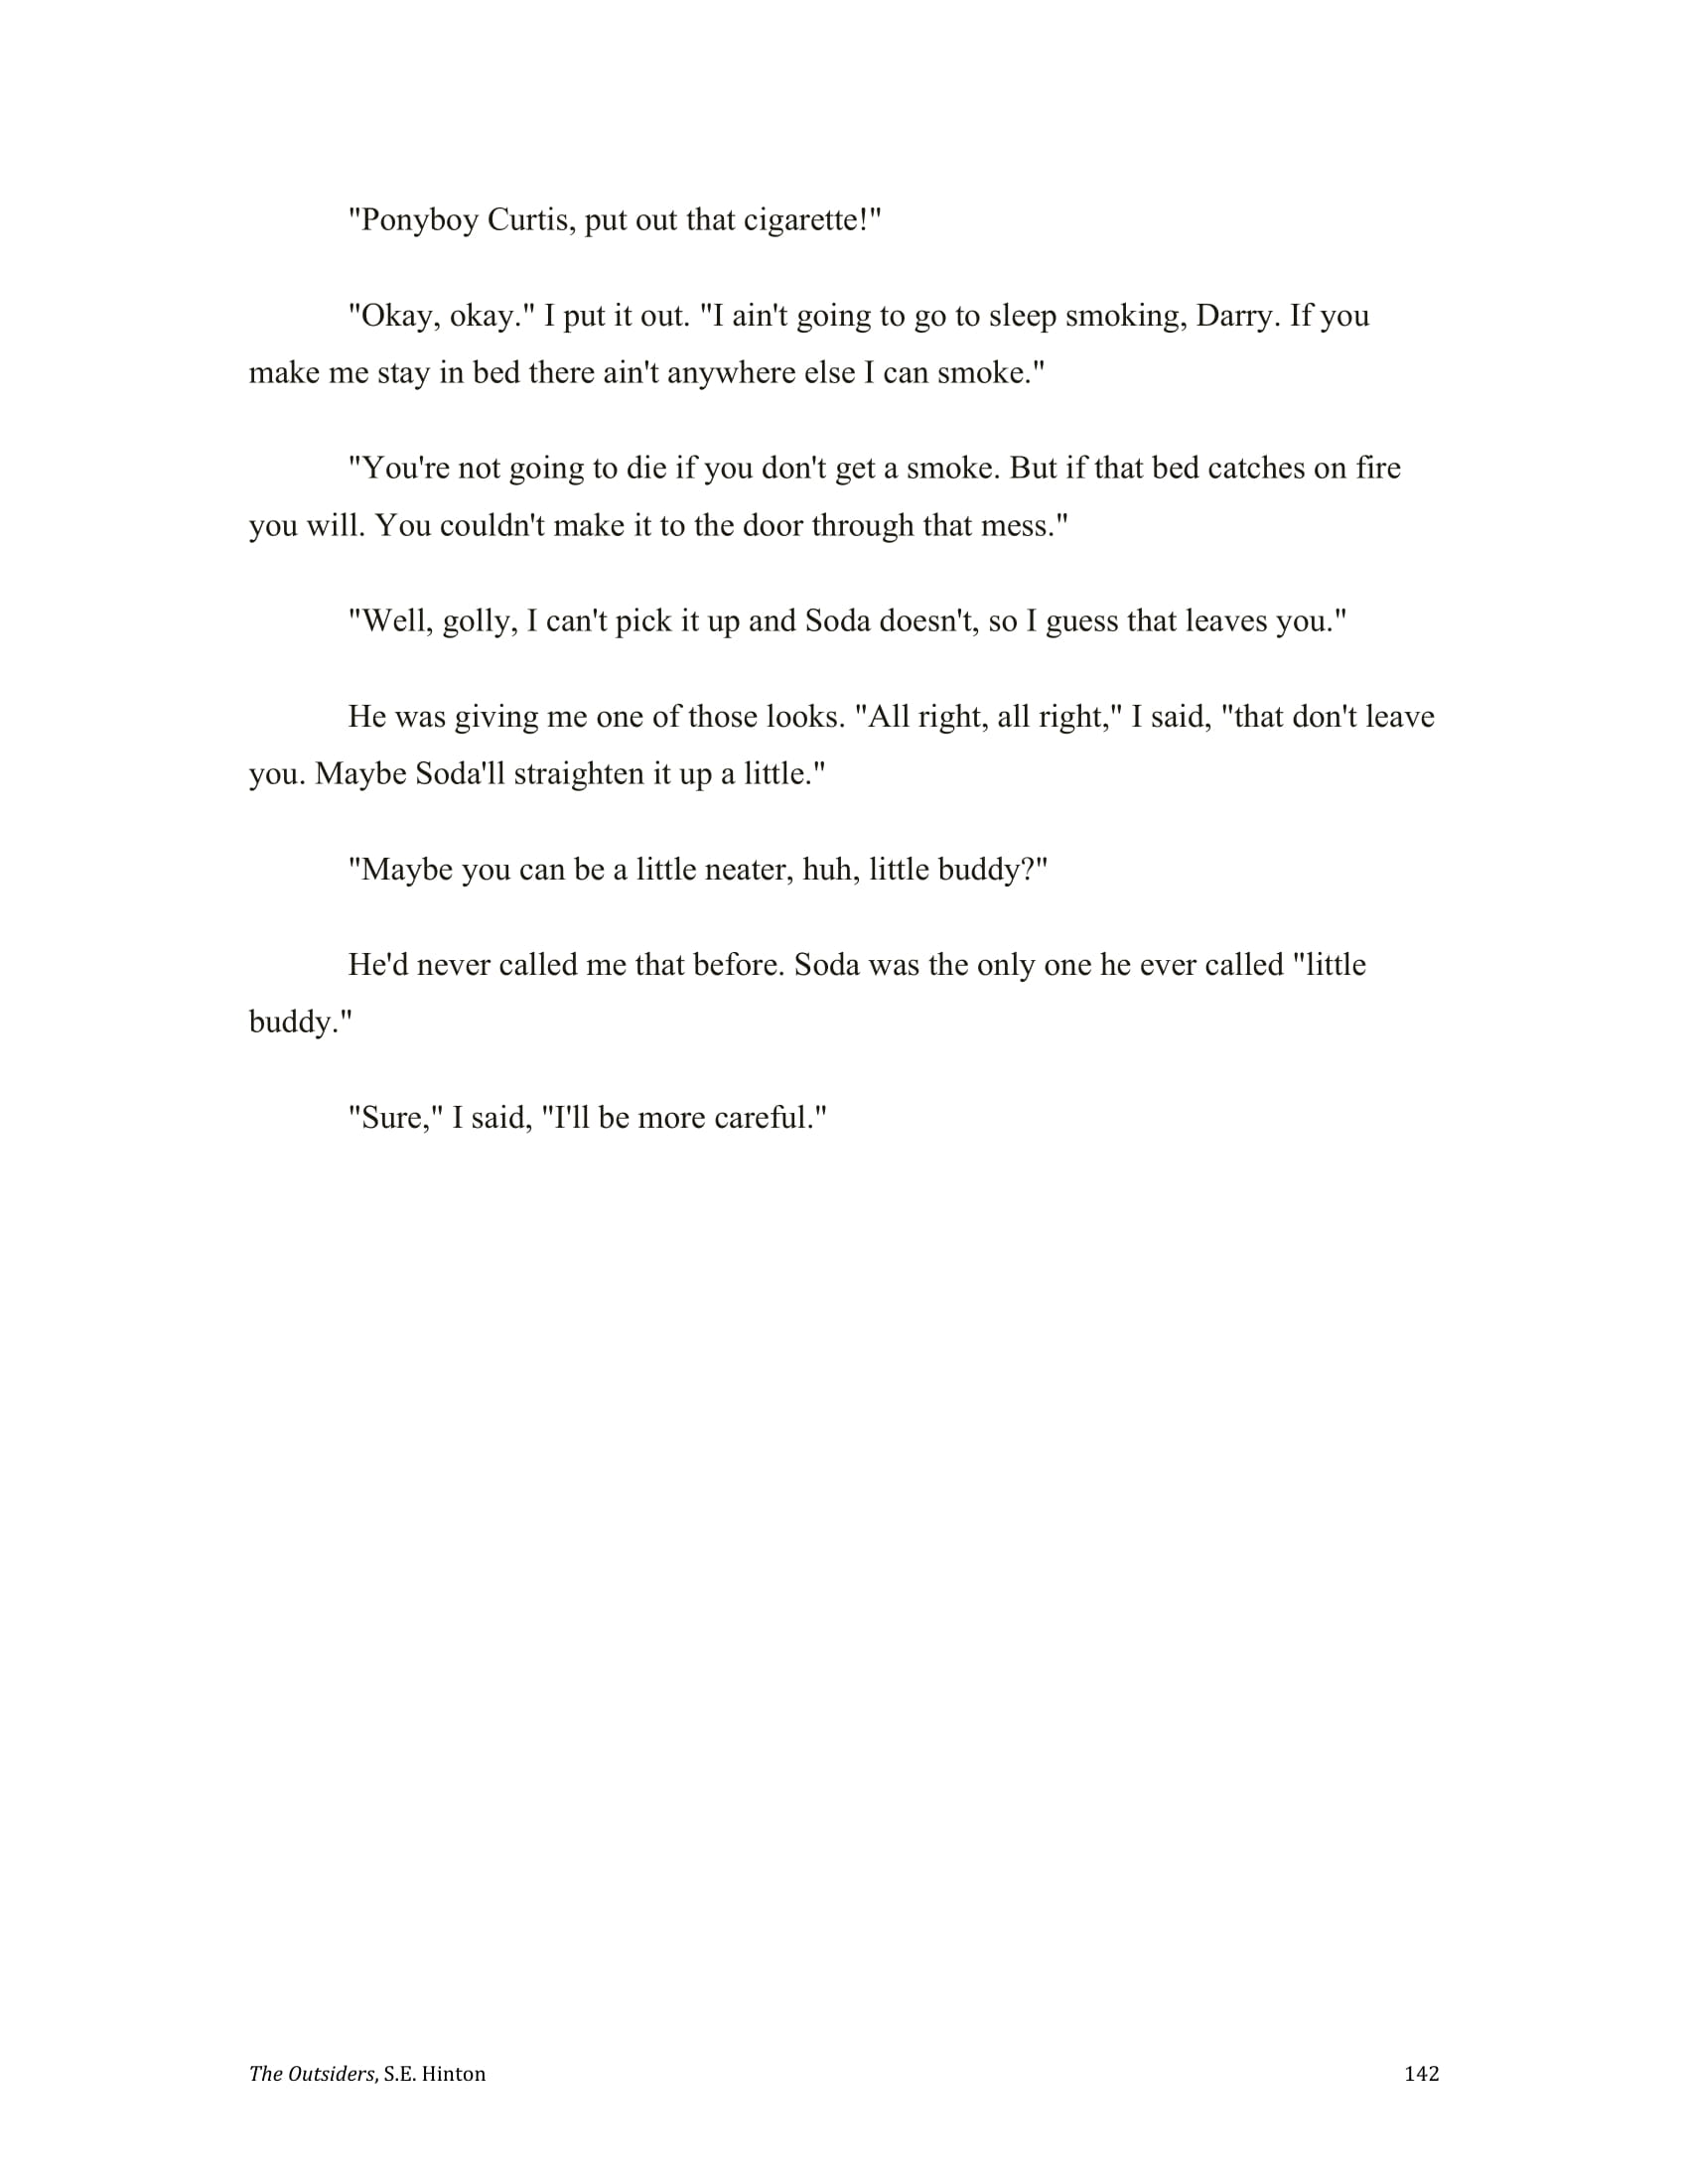 "Ponyboy Curtis, put out that cigarette!"
"Okay, okay." I put it out. "I ain't going to go to sleep smoking, Darry. If you
make me stay in bed there ain't anywhere else I can smoke."
"You're not going to die if you don't get a smoke. But if that bed catches on fire
you will. You couldn't make it to the door through that mess."
"Well, golly, I can't pick it up and Soda doesn't, so I guess that leaves you."
He was giving me one of those looks. "All right, all right," I said, "that don't leave
you. Maybe Soda'll straighten it up a little."
"Maybe you can be a little neater, huh, little buddy?"
He'd never called me that before. Soda was the only one he ever called "little
buddy."
"Sure," I said, "I'll be more careful."
The Outsiders, S.E. Hinton 142